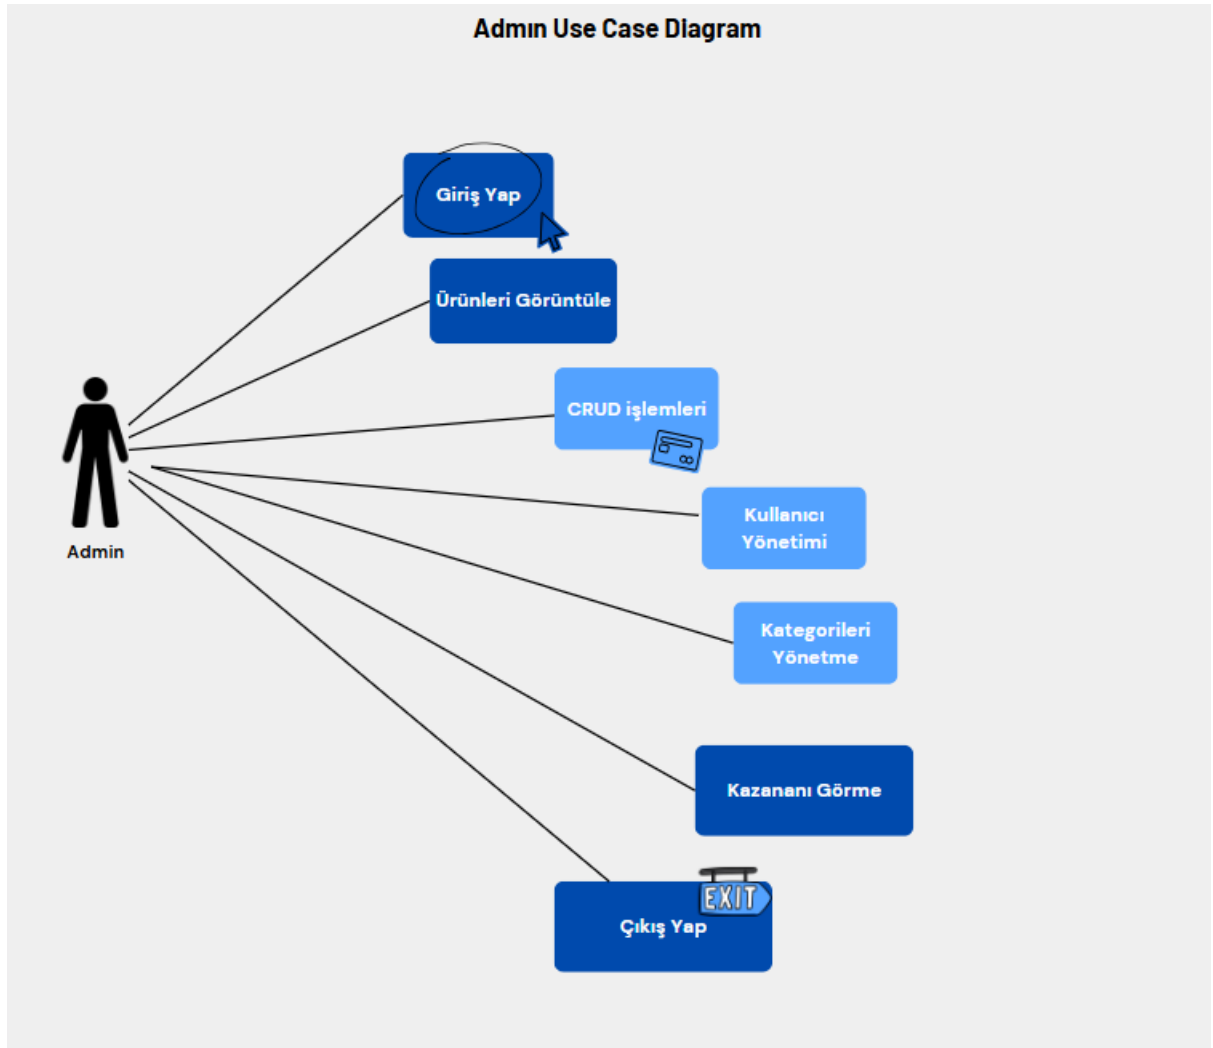 Admın Use Case Dıagram
Giriş Yap
Ürünleri Görüntüle
CRUD işlemleri
Kullanıcı
Yönetimi
Admin
Kategorileri
Yönetme
Kazananı Görme
EXIT
Çıkış Yap